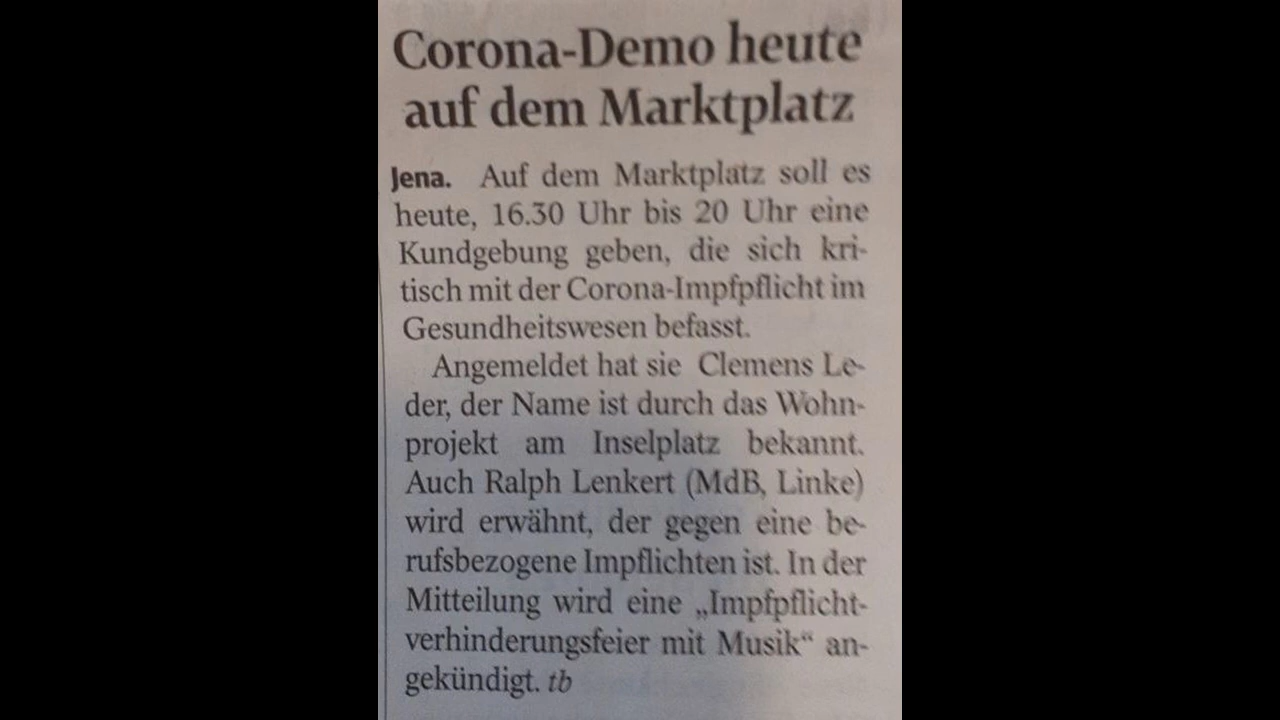 Corona-Demo heute
auf dem Marktplatz
Jena. Auf dem Marktplatz soll es
heute, 16.30 Uhr bis 20 Uhr eine
Kundgebung geben, die sich kri-
tisch mit der Corona-Impfpflicht im
Gesundheitswesen befasst.
Angemeldet hat sie Clemens Le-
der, der Name ist durch das Wohn-
projekt am Inselplatz bekannt.
Auch Ralph Lenkert (MdB, Linke)
wird erwähnt, der gegen eine be-
rufsbezogene Impflichten ist. In der
Mitteilung wird eine „Impfpflicht-
verhinderungsfeier mit Musik“ an-
gekündigt. tb